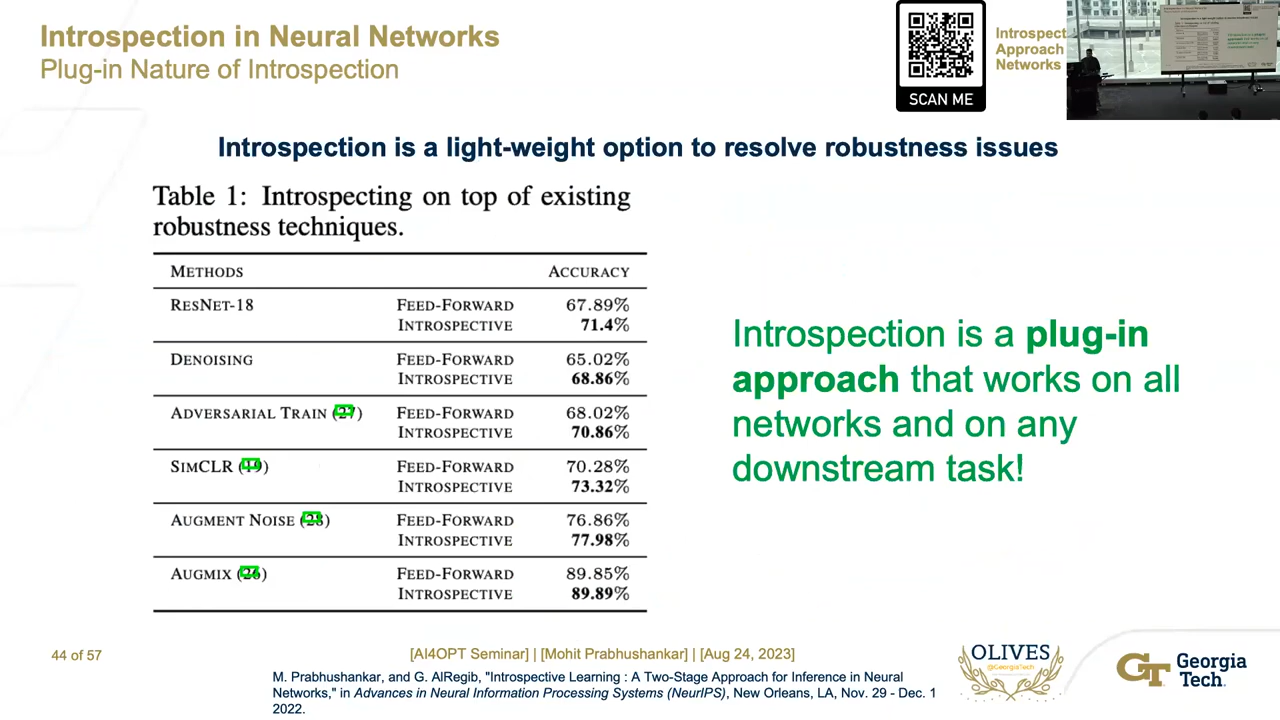 Introspection in Neural Networks
Plug-in Nature of Introspection
SCAN ME
Introspect
Approach
Networks
Introspection is a light-weight option to resolve robustness issues
Table 1: Introspecting on top of existing
robustness techniques.
METHODS ACCURACY
RESNET-18 FEED-FORWARD 67.89%
INTROSPECTIVE 71.4%
DENOISING FEED-FORWARD 65.02%
INTROSPECTIVE 68.86%
ADVERSARIAL TRAIN (27) FEED-FORWARD 68.02%
INTROSPECTIVE 70.86%
SIMCLR (19) FEED-FORWARD 70.28%
INTROSPECTIVE 73.32%
AUGMENT NOISE (28) FEED-FORWARD 76.86%
INTROSPECTIVE 77.98%
AUGMIX (26) FEED-FORWARD 89.85%
INTROSPECTIVE 89.89%
Introspection is a plug-in
approach that works on all
networks and on any
downstream task!
44 of 57
[AI4OPT Seminar] | [Mohit Prabhushankar] | [Aug 24, 2023]
M. Prabhushankar, and G. AlRegib, "Introspective Learning : A Two-Stage Approach for Inference in Neural
Networks," in Advances in Neural Information Processing Systems (NeurIPS), New Orleans, LA, Nov. 29 - Dec. 1
2022.
OLIVES
@GeorgiaTech
GT Georgia
Tech